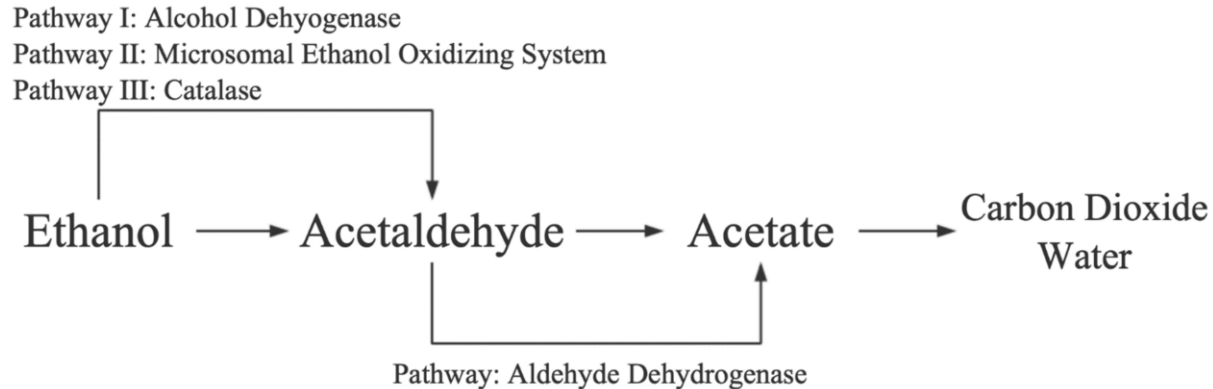 Pathway I: Alcohol Dehyogenase
Pathway II: Microsomal Ethanol Oxidizing System
Pathway III: Catalase
Ethanol
Acetaldehyde
Acetate
Carbon Dioxide
Water
Pathway: Aldehyde Dehydrogenase